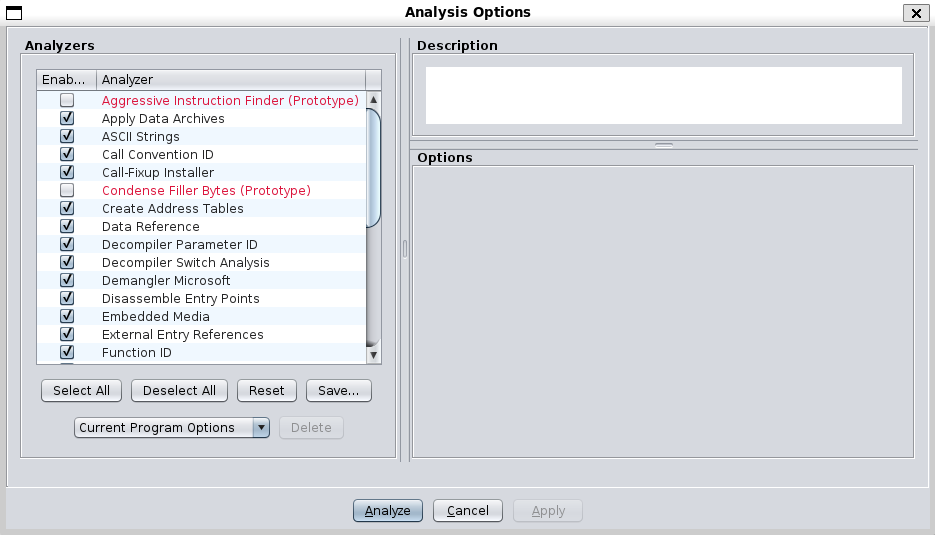 Analysis Options
Analyzers
Enab... Analyzer
Aggressive Instruction Finder (Prototype)
Apply Data Archives
ASCII Strings
Call Convention ID
Call-Fixup Installer
Condense Filler Bytes (Prototype)
Create Address Tables
Data Reference
Decompiler Parameter ID
Decompiler Switch Analysis
Demangler Microsoft
Disassemble Entry Points
Embedded Media
External Entry References
Function ID
Select All Deselect All Reset Save...
Current Program Options Delete
Description
Options
Analyze Cancel Apply